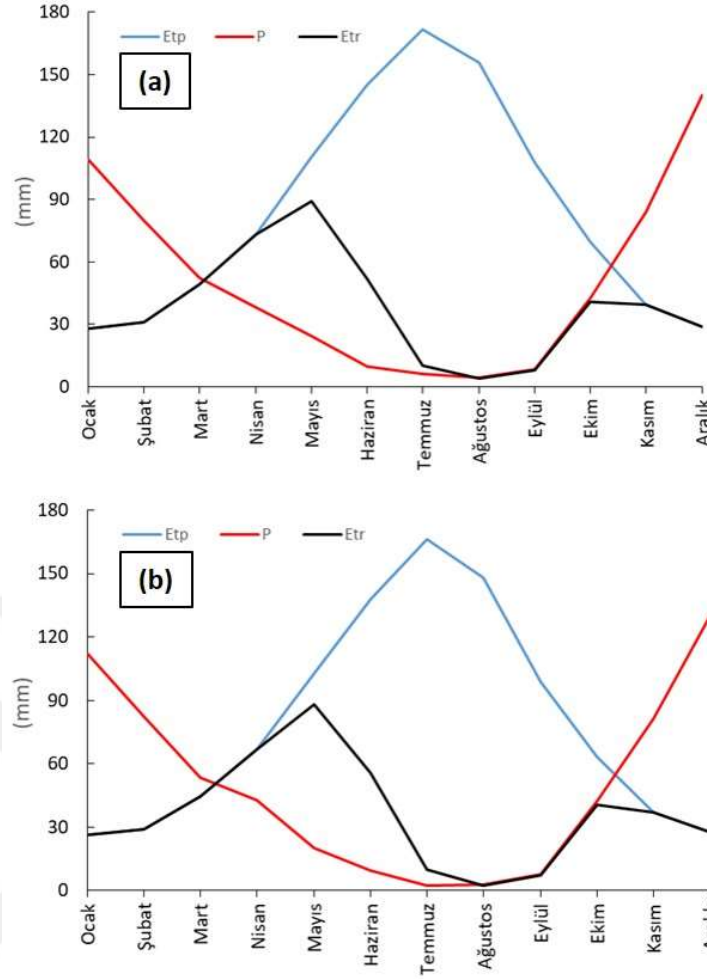 180
Etp P Etr
(a)
150
120
90
(mm)
60
30
0
Ocak
Şubat
Mart
Nisan
Mayıs
Haziran
Temmuz
Ağustos
Eylül
Ekim
Kasım
Aralık
180
Etp P Etr
(b)
150
120
90
(mm)
60
30
0
Ocak
Şubat
Mart
Nisan
Mayıs
Haziran
Temmuz
Ağustos
Eylül
Ekim
Kasım